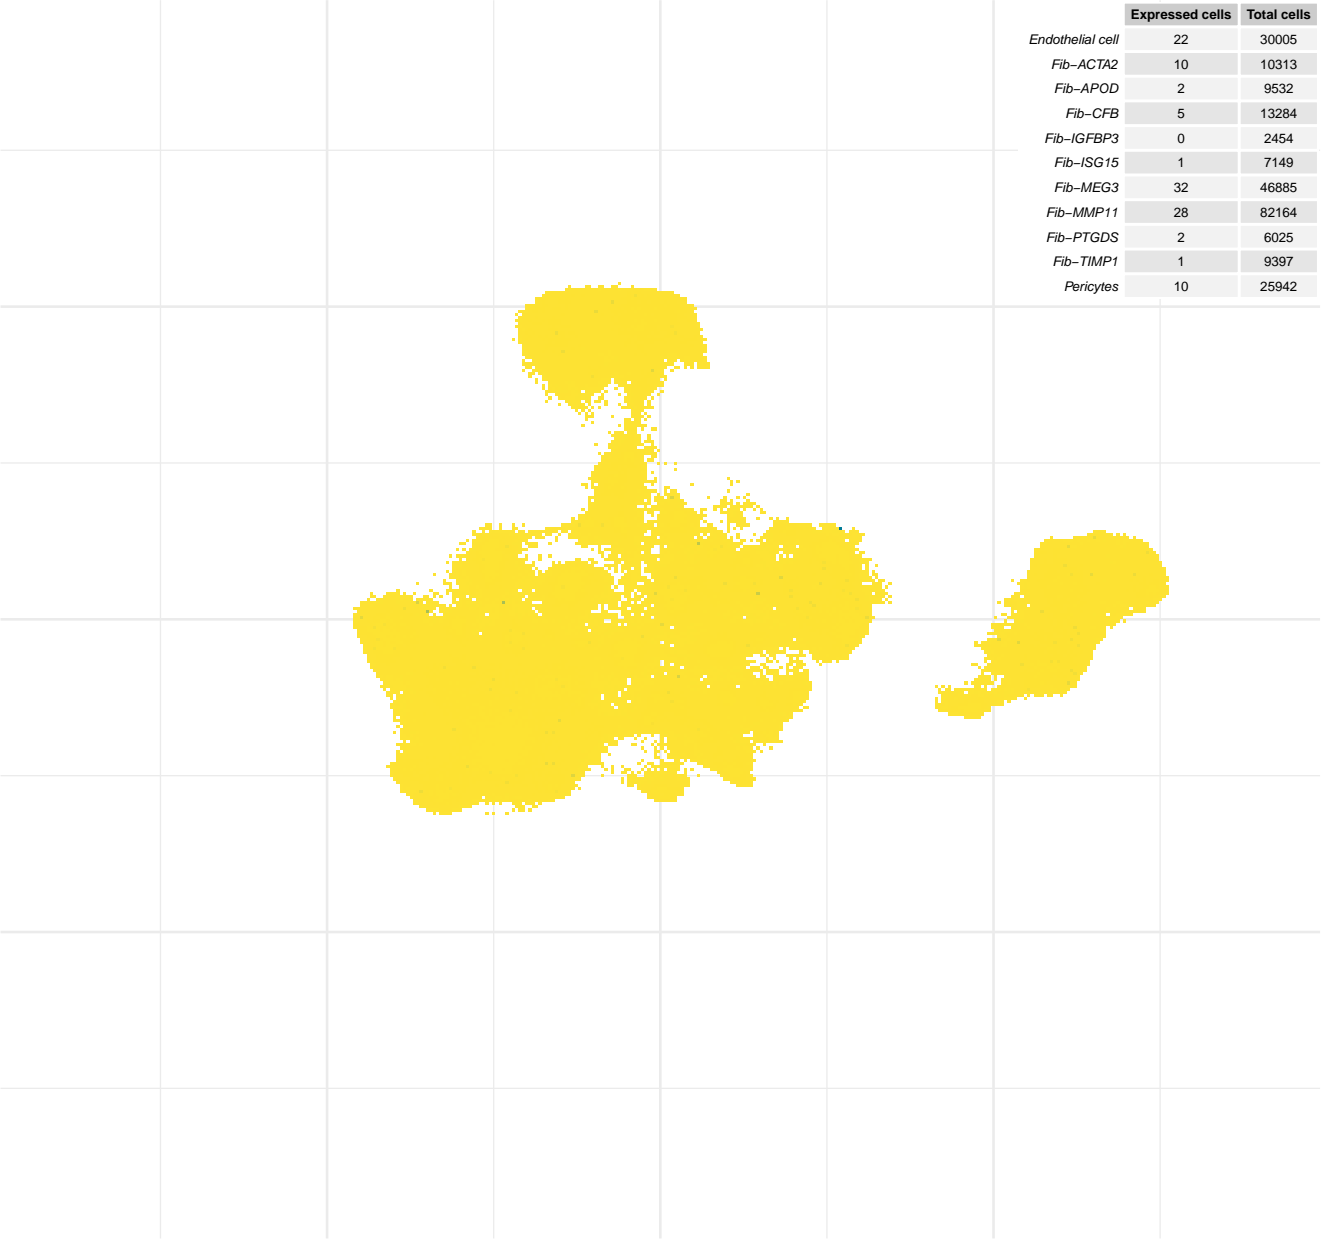 Expressed cells Total cells
Endothelial cell 22 30005
Fib−ACTA2 10 10313
Fib−APOD 2 9532
Fib−CFB 5 13284
Fib−IGFBP3 0 2454
Fib−ISG15 1 7149
Fib−MEG3 32 46885
Fib−MMP11 28 82164
Fib−PTGDS 2 6025
Fib−TIMP1 1 9397
Pericytes 10 25942